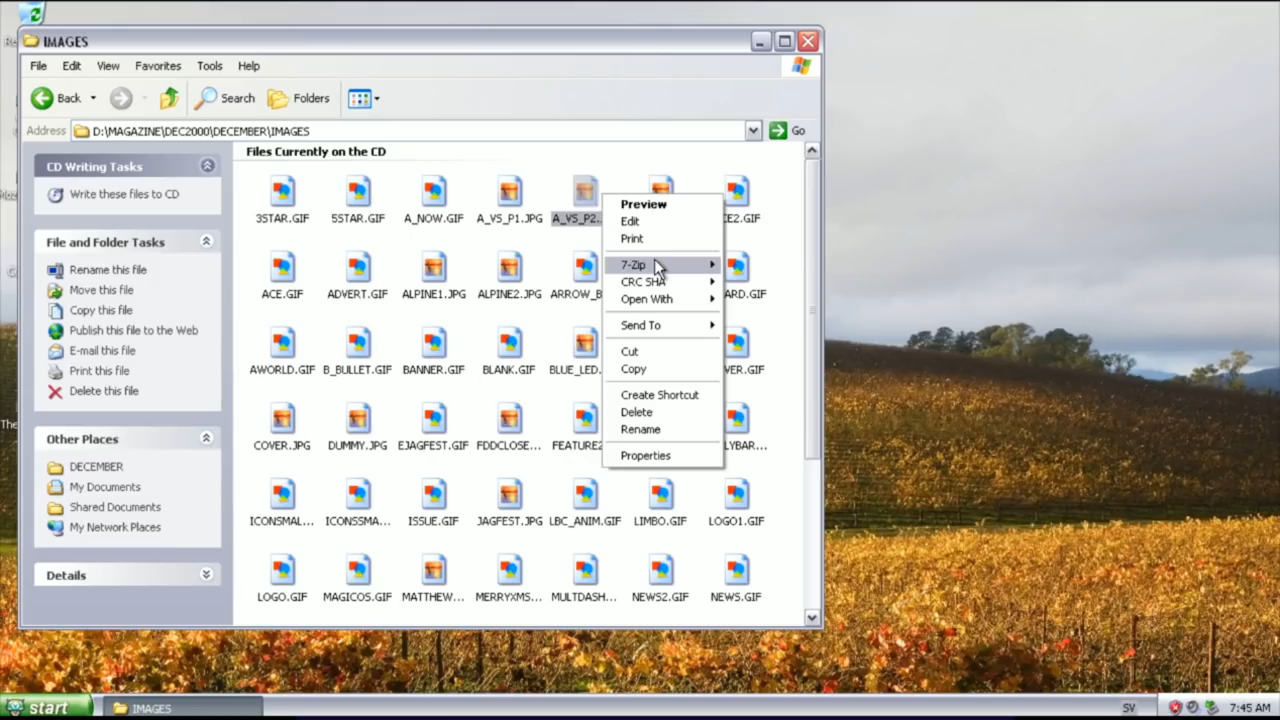 IMAGES
File Edit View Favorites Tools Help
Back Search Folders
Address D:\MAGAZINE\DEC2000\DECEMBER\IMAGES Go
CD Writing Tasks
Write these files to CD
File and Folder Tasks
Rename this file
Move this file
Copy this file
Publish this file to the Web
E-mail this file
Print this file
Delete this file
Other Places
DECEMBER
My Documents
Shared Documents
My Network Places
Details
Files Currently on the CD
3STAR.GIF 5STAR.GIF A_NOW.GIF A_VS_P1.JPG A_VS_P2... CE2.GIF
ACE.GIF ADVERT.GIF ALPINE1.JPG ALPINE2.JPG ARROW_B ARD.GIF
AWORLD.GIF B_BULLET.GIF BANNER.GIF BLANK.GIF BLUE_LED. VER.GIF
COVER.JPG DUMMY.JPG EJAGFEST.GIF FDDCLOSE... FEATURE2 LYBAR...
ICONSMAL... ICONSSMA... ISSUE.GIF JAGFEST.JPG LBC_ANIM.GIF LIMBO.GIF LOGO1.GIF
LOGO.GIF MAGICOS.GIF MATTHEW... MERRYXMS... MULTDASH... NEWS2.GIF NEWS.GIF
Preview
Edit
Print
7-Zip
CRC SHA
Open With
Send To
Cut
Copy
Create Shortcut
Delete
Rename
Properties
start IMAGES SV 7:45 AM